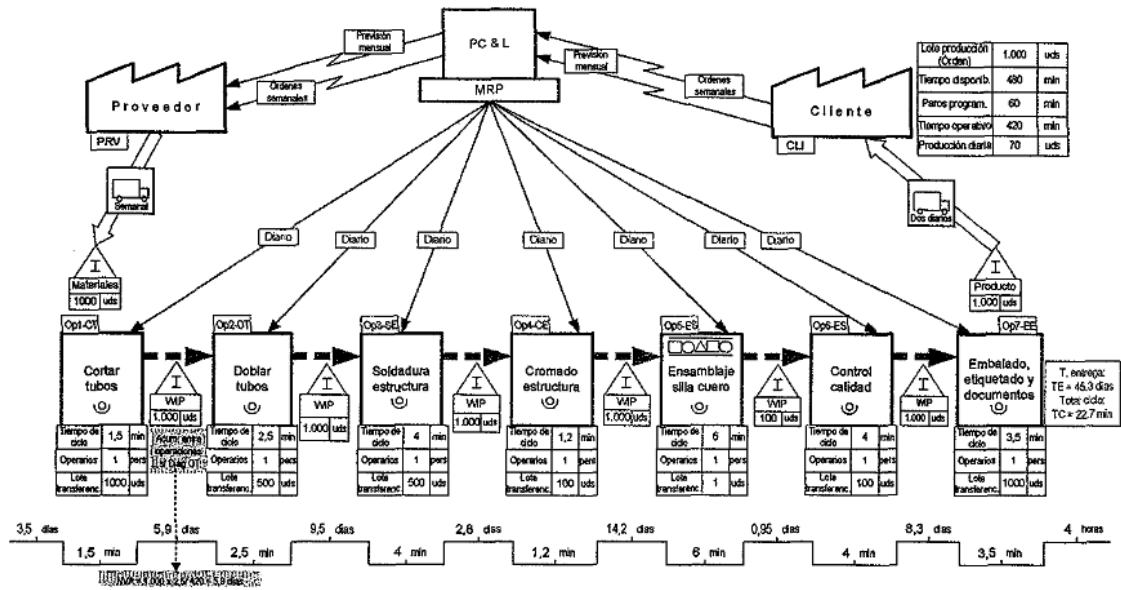 PC & L
MRP
Previsión
mensual
Ordenes
semanales
Previsión
mensual
Ordenes
semanales
Proveedor
PRV
Semanal
Cliente
CLI
Dos diarios
Lote producción
(Orden)
1.000
uds
Tiempo disponib.
480
min
Paros program.
60
min
Tiempo operativo
420
min
Producción diaria
70
uds
Diario
Diario
Diario
Diario
Diario
Diario
Diario
I
Materiales
1000 uds
I
Producto
1.000 uds
Op1-CT
Cortar
tubos
Tiempo de
ciclo
1,5
min
Operarios
1
pers
Lote
transferenc.
1000
uds
I
WIP
1.000 uds
Acum. entre
operaciones
Op2-DT
Doblar
tubos
Tiempo de
ciclo
2,5
min
Operarios
1
pers
Lote
transferenc.
500
uds
I
WIP
1.000 uds
Op3-SE
Soldadura
estructura
Tiempo de
ciclo
4
min
Operarios
1
pers
Lote
transferenc.
500
uds
I
WIP
1.000 uds
Op4-CE
Cromado
estructura
Tiempo de
ciclo
1,2
min
Operarios
1
pers
Lote
transferenc.
100
uds
I
WIP
1.000 uds
Op5-ES
Ensamblaje
silla cuero
Tiempo de
ciclo
6
min
Operarios
1
pers
Lote
transferenc.
1
uds
I
WIP
100 uds
Op6-ES
Control
calidad
Tiempo de
ciclo
4
min
Operarios
1
pers
Lote
transferenc.
100
uds
I
WIP
1.000 uds
Op7-EE
Embalado,
etiquetado y
documentos
Tiempo de
ciclo
3,5
min
Operarios
1
pers
Lote
transferenc.
1000
uds
T. entrega:
TE = 45,3 días
Total ciclo:
TC = 22,7 min
3,5 días
5,9 días
9,5 días
2,8 días
14,2 días
0,95 días
8,3 días
4 horas
1,5 min
2,5 min
4 min
1,2 min
6 min
4 min
3,5 min